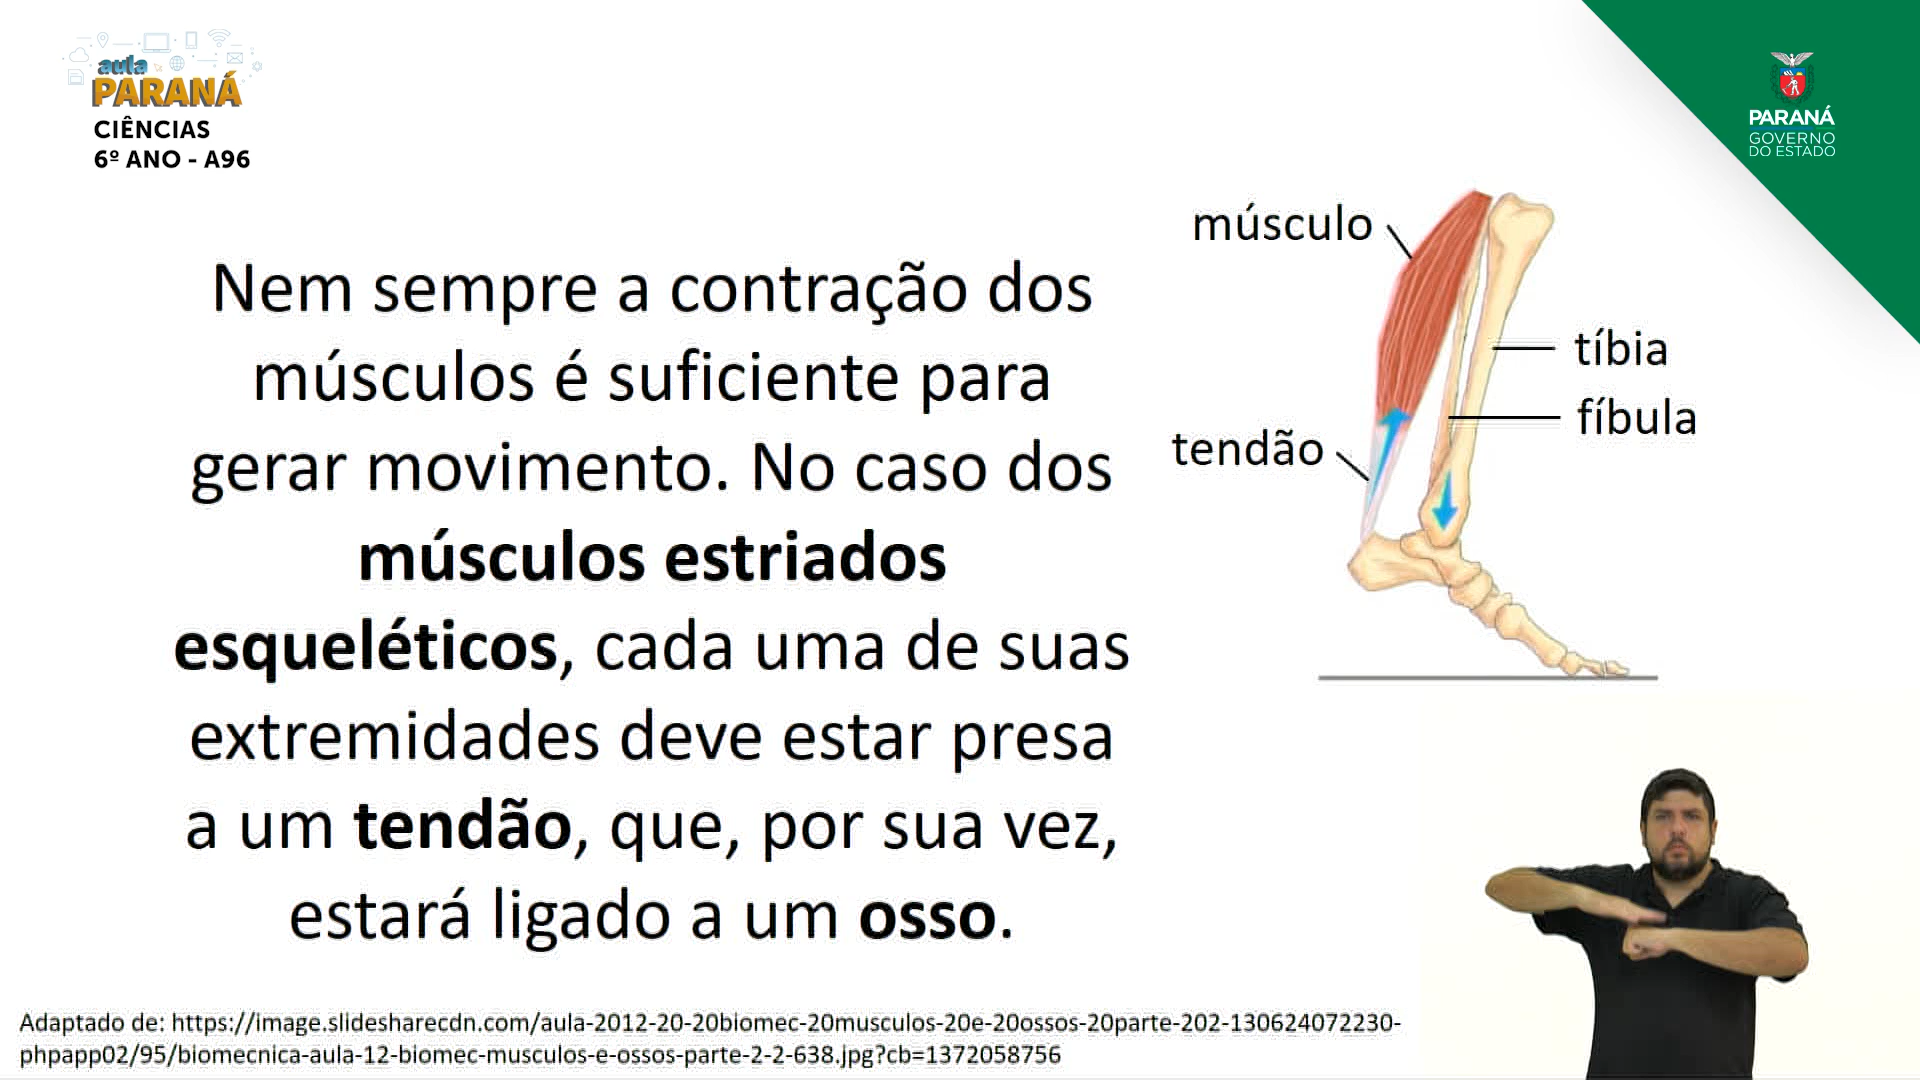 aula
PARANÁ
CIÊNCIAS
6º ANO - A96
PARANÁ
GOVERNO
DO ESTADO
Nem sempre a contração dos
músculos é suficiente para
gerar movimento. No caso dos
músculos estriados
esqueléticos, cada uma de suas
extremidades deve estar presa
a um tendão, que, por sua vez,
estará ligado a um osso.
músculo
tíbia
fíbula
tendão
Adaptado de: https://image.slidesharecdn.com/aula-2012-20-20biomec-20musculos-20e-20ossos-20parte-202-130624072230-
phpapp02/95/biomecnica-aula-12-biomec-musculos-e-ossos-parte-2-2-638.jpg?cb=1372058756